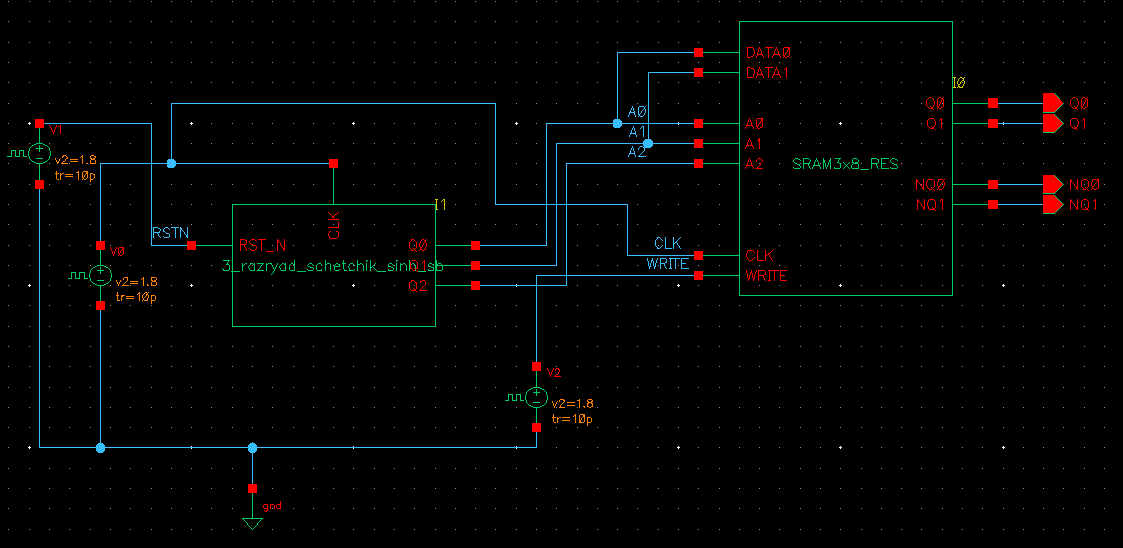 DATA0
DATA1
I0
V1
A0
Q0
Q0
A1
A0
Q1
Q1
A2
A1
v2=1.8
tr=10p
A2
SRAM3x8_RES
NQ0
NQ0
I1
NQ1
NQ1
RSTN
CLK
RST_N
Q0
CLK
CLK
V0
3_razryad_schetchik_sinh_sb
Q1
WRITE
WRITE
v2=1.8
tr=10p
Q2
V2
v2=1.8
tr=10p
gnd